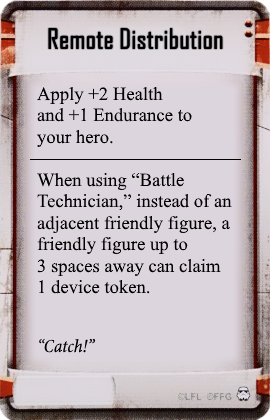 Remote Distribution
Apply +2 Health
and +1 Endurance to
your hero.
When using “Battle
Technician,” instead of an
adjacent friendly figure, a
friendly figure up to
3 spaces away can claim
1 device token.
“Catch!”
©LFL ©FFG